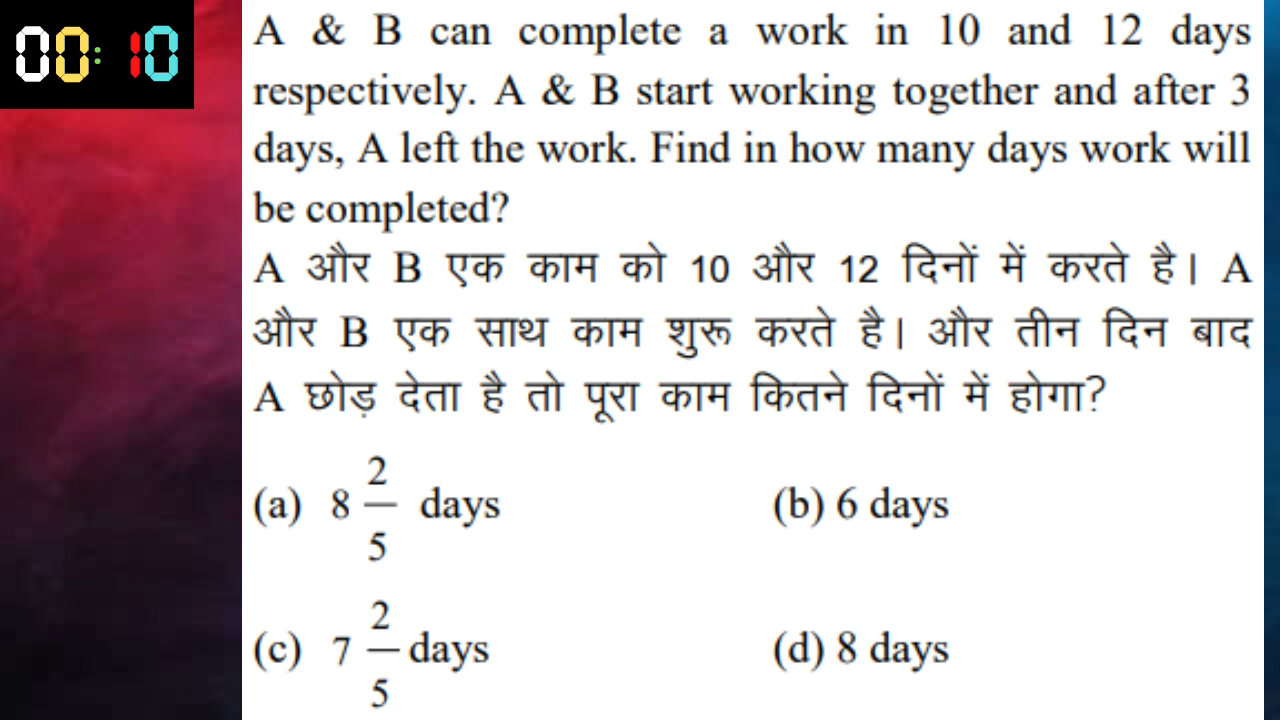 00:10
A & B can complete a work in 10 and 12 days
respectively. A & B start working together and after 3
days, A left the work. Find in how many days work will
be completed?
A और B एक काम को 10 और 12 दिनों में करते है। A
और B एक साथ काम शुरू करते है। और तीन दिन बाद
A छोड़ देता है तो पूरा काम कितने दिनों में होगा?
(a) 8 2/5 days (b) 6 days
(c) 7 2/5 days (d) 8 days